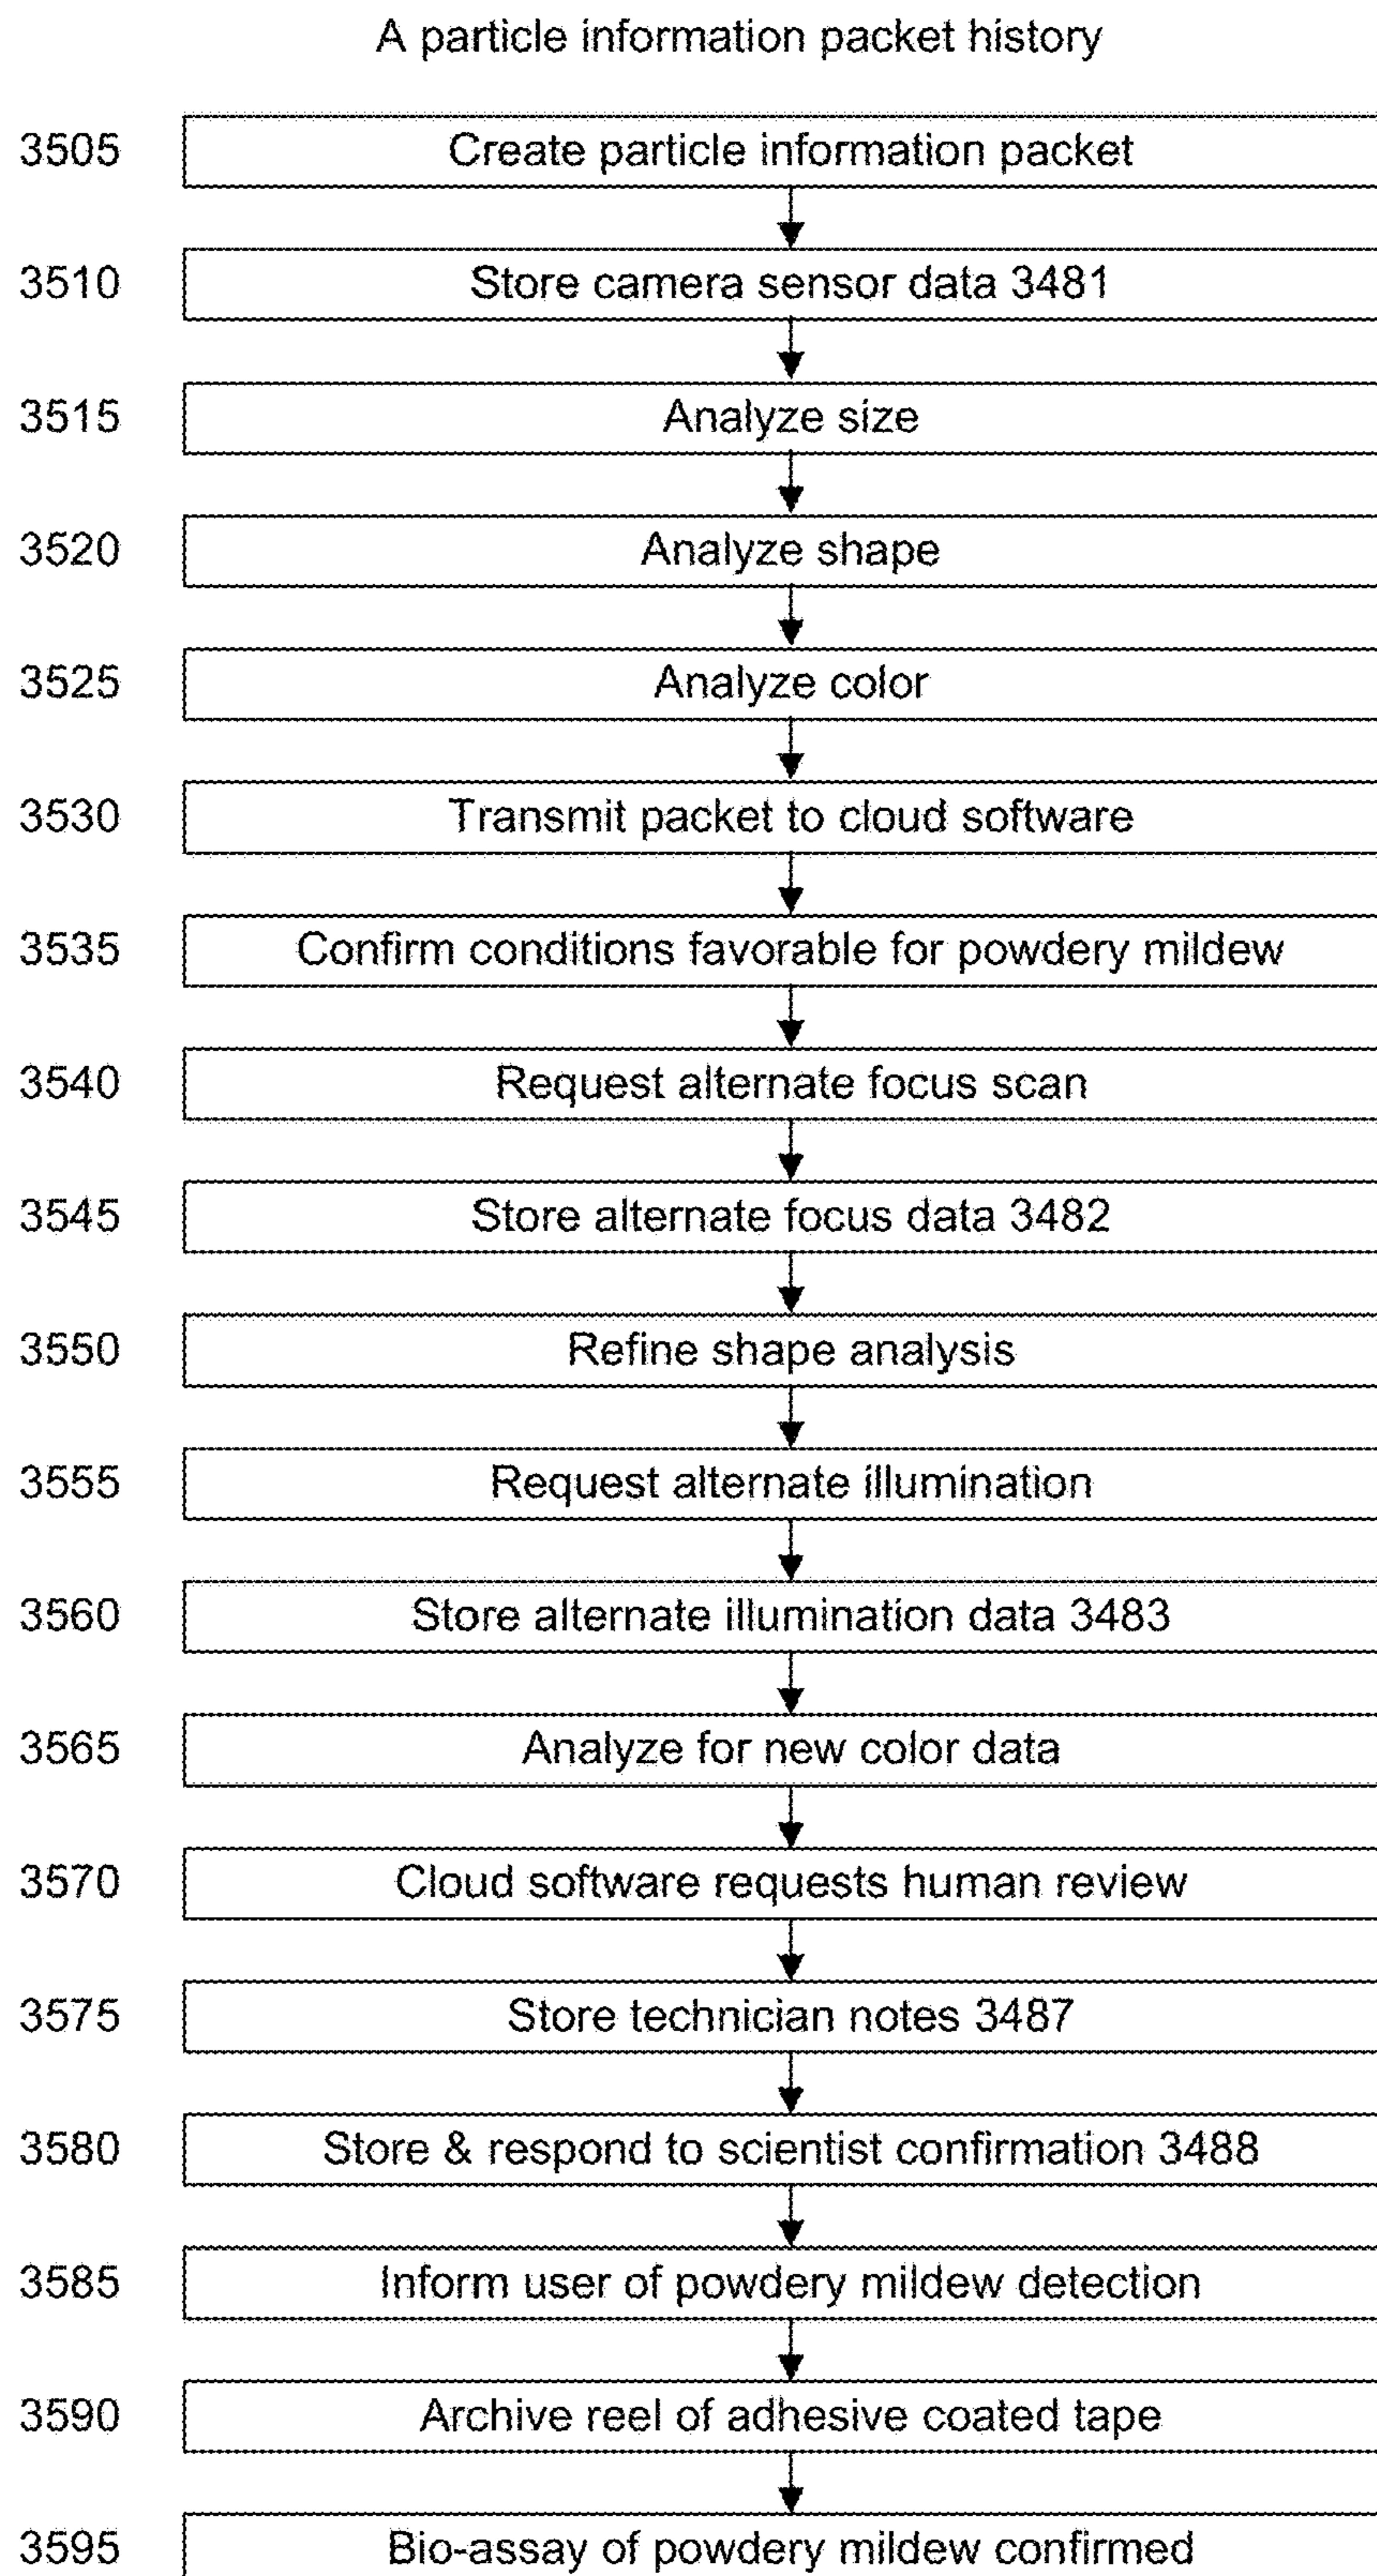 A particle information packet history
3505 Create particle information packet
3510 Store camera sensor data 3481
3515 Analyze size
3520 Analyze shape
3525 Analyze color
3530 Transmit packet to cloud software
3535 Confirm conditions favorable for powdery mildew
3540 Request alternate focus scan
3545 Store alternate focus data 3482
3550 Refine shape analysis
3555 Request alternate illumination
3560 Store alternate illumination data 3483
3565 Analyze for new color data
3570 Cloud software requests human review
3575 Store technician notes 3487
3580 Store & respond to scientist confirmation 3488
3585 Inform user of powdery mildew detection
3590 Archive reel of adhesive coated tape
3595 Bio-assay of powdery mildew confirmed